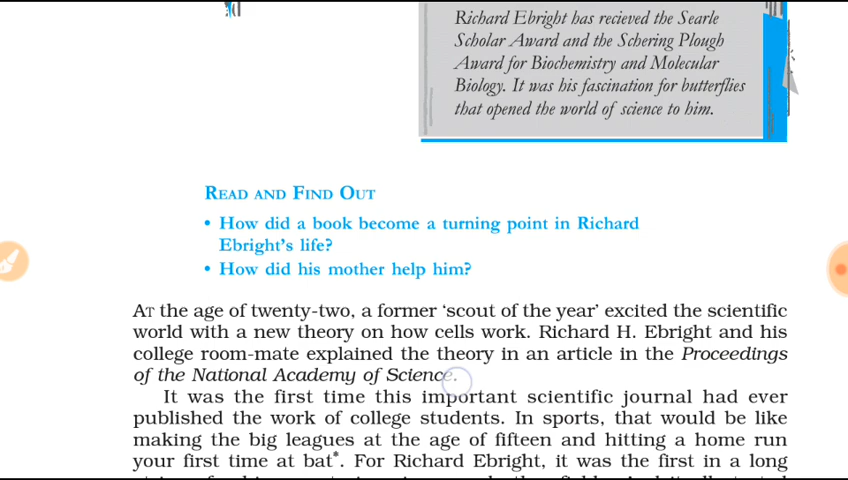 Richard Ebright has recieved the Searle
Scholar Award and the Schering Plough
Award for Biochemistry and Molecular
Biology. It was his fascination for butterflies
that opened the world of science to him.
READ AND FIND OUT
• How did a book become a turning point in Richard
Ebright's life?
• How did his mother help him?
AT the age of twenty-two, a former ‘scout of the year’ excited the scientific
world with a new theory on how cells work. Richard H. Ebright and his
college room-mate explained the theory in an article in the Proceedings
of the National Academy of Science.
It was the first time this important scientific journal had ever
published the work of college students. In sports, that would be like
making the big leagues at the age of fifteen and hitting a home run
your first time at bat*. For Richard Ebright, it was the first in a long